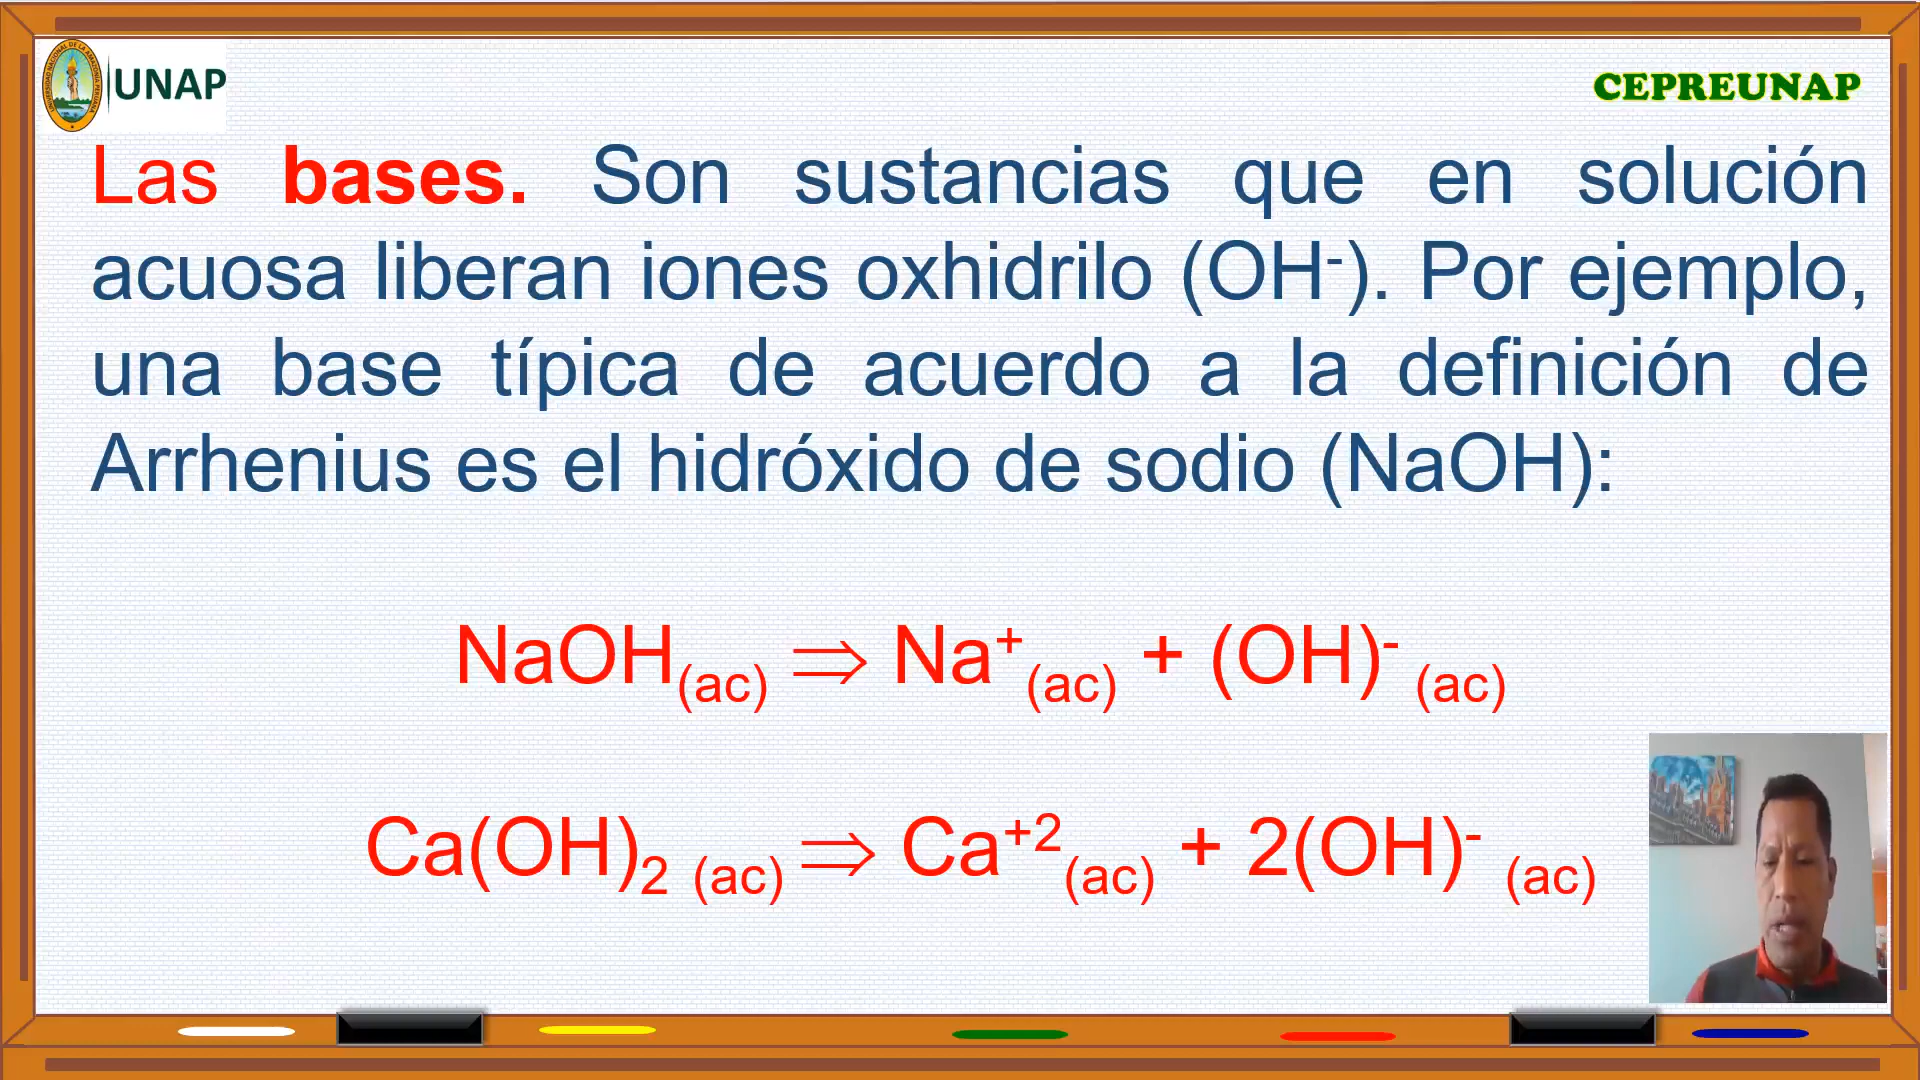 UNAP
CEPREUNAP
Las bases. Son sustancias que en solución
acuosa liberan iones oxhidrilo (OH⁻). Por ejemplo,
una base típica de acuerdo a la definición de
Arrhenius es el hidróxido de sodio (NaOH):
NaOH(ac) ⇒ Na⁺(ac) + (OH)⁻ (ac)
Ca(OH)₂ (ac) ⇒ Ca⁺²(ac) + 2(OH)⁻ (ac)